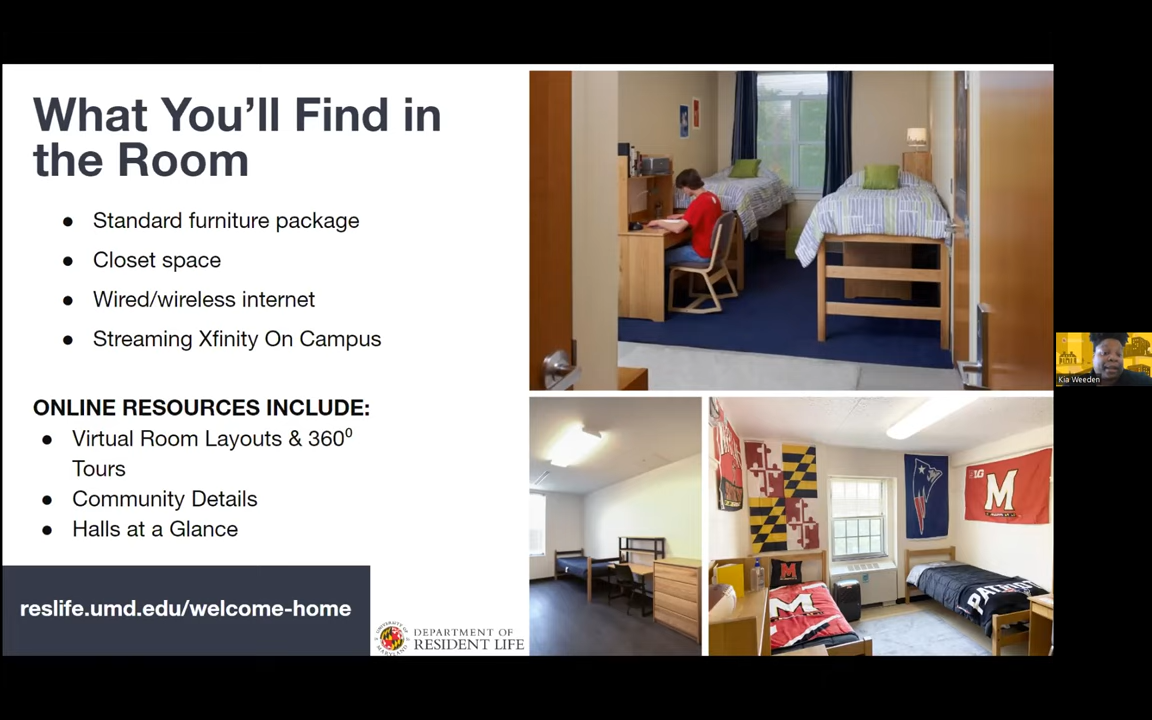 What You'll Find in
the Room
● Standard furniture package
● Closet space
● Wired/wireless internet
● Streaming Xfinity On Campus
ONLINE RESOURCES INCLUDE:
● Virtual Room Layouts & 360⁰
Tours
● Community Details
● Halls at a Glance
reslife.umd.edu/welcome-home
DEPARTMENT OF
RESIDENT LIFE
B1G
M
M
M
PATRIOTS
Kia Weeden